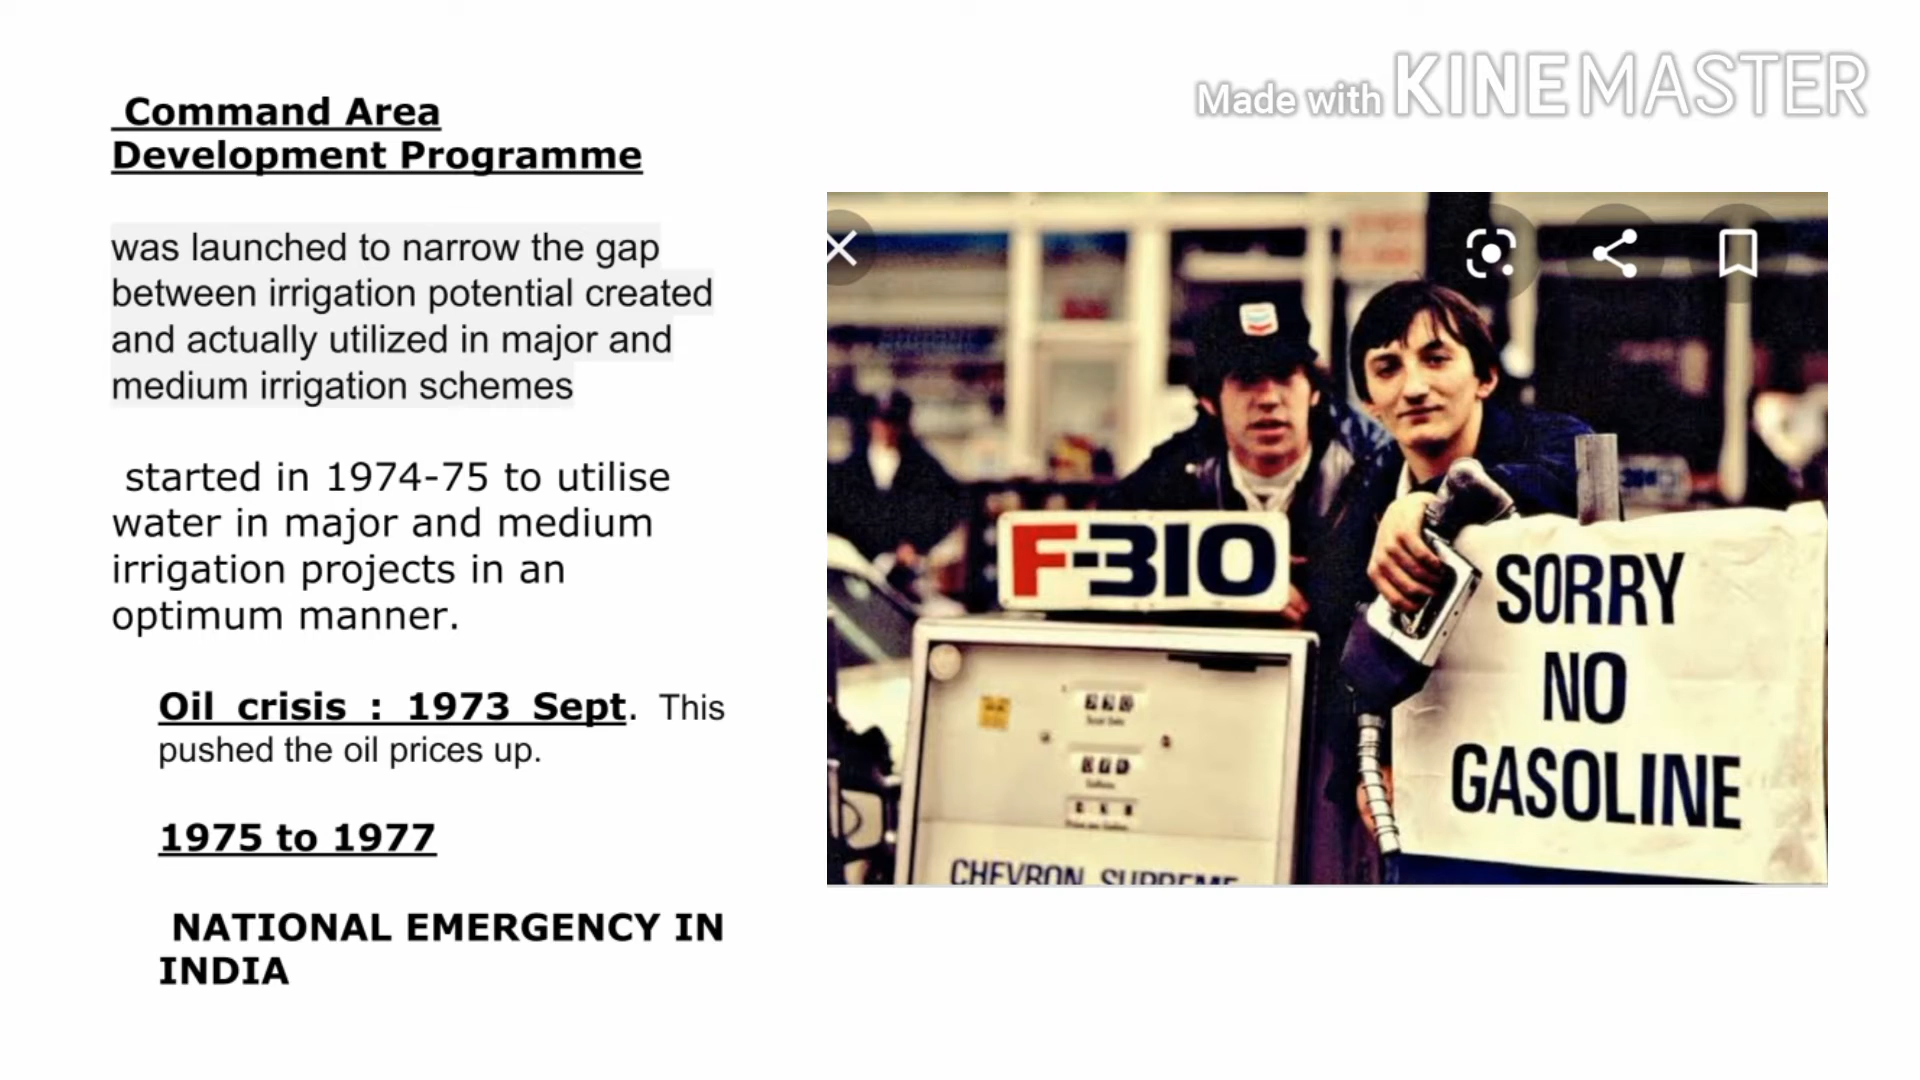 Command Area
Development Programme
was launched to narrow the gap
between irrigation potential created
and actually utilized in major and
medium irrigation schemes
started in 1974-75 to utilise
water in major and medium
irrigation projects in an
optimum manner.
Oil crisis : 1973 Sept. This
pushed the oil prices up.
1975 to 1977
NATIONAL EMERGENCY IN
INDIA
Made with KINEMASTER
F-310
SORRY
NO
GASOLINE
CHEVRON SUPREME